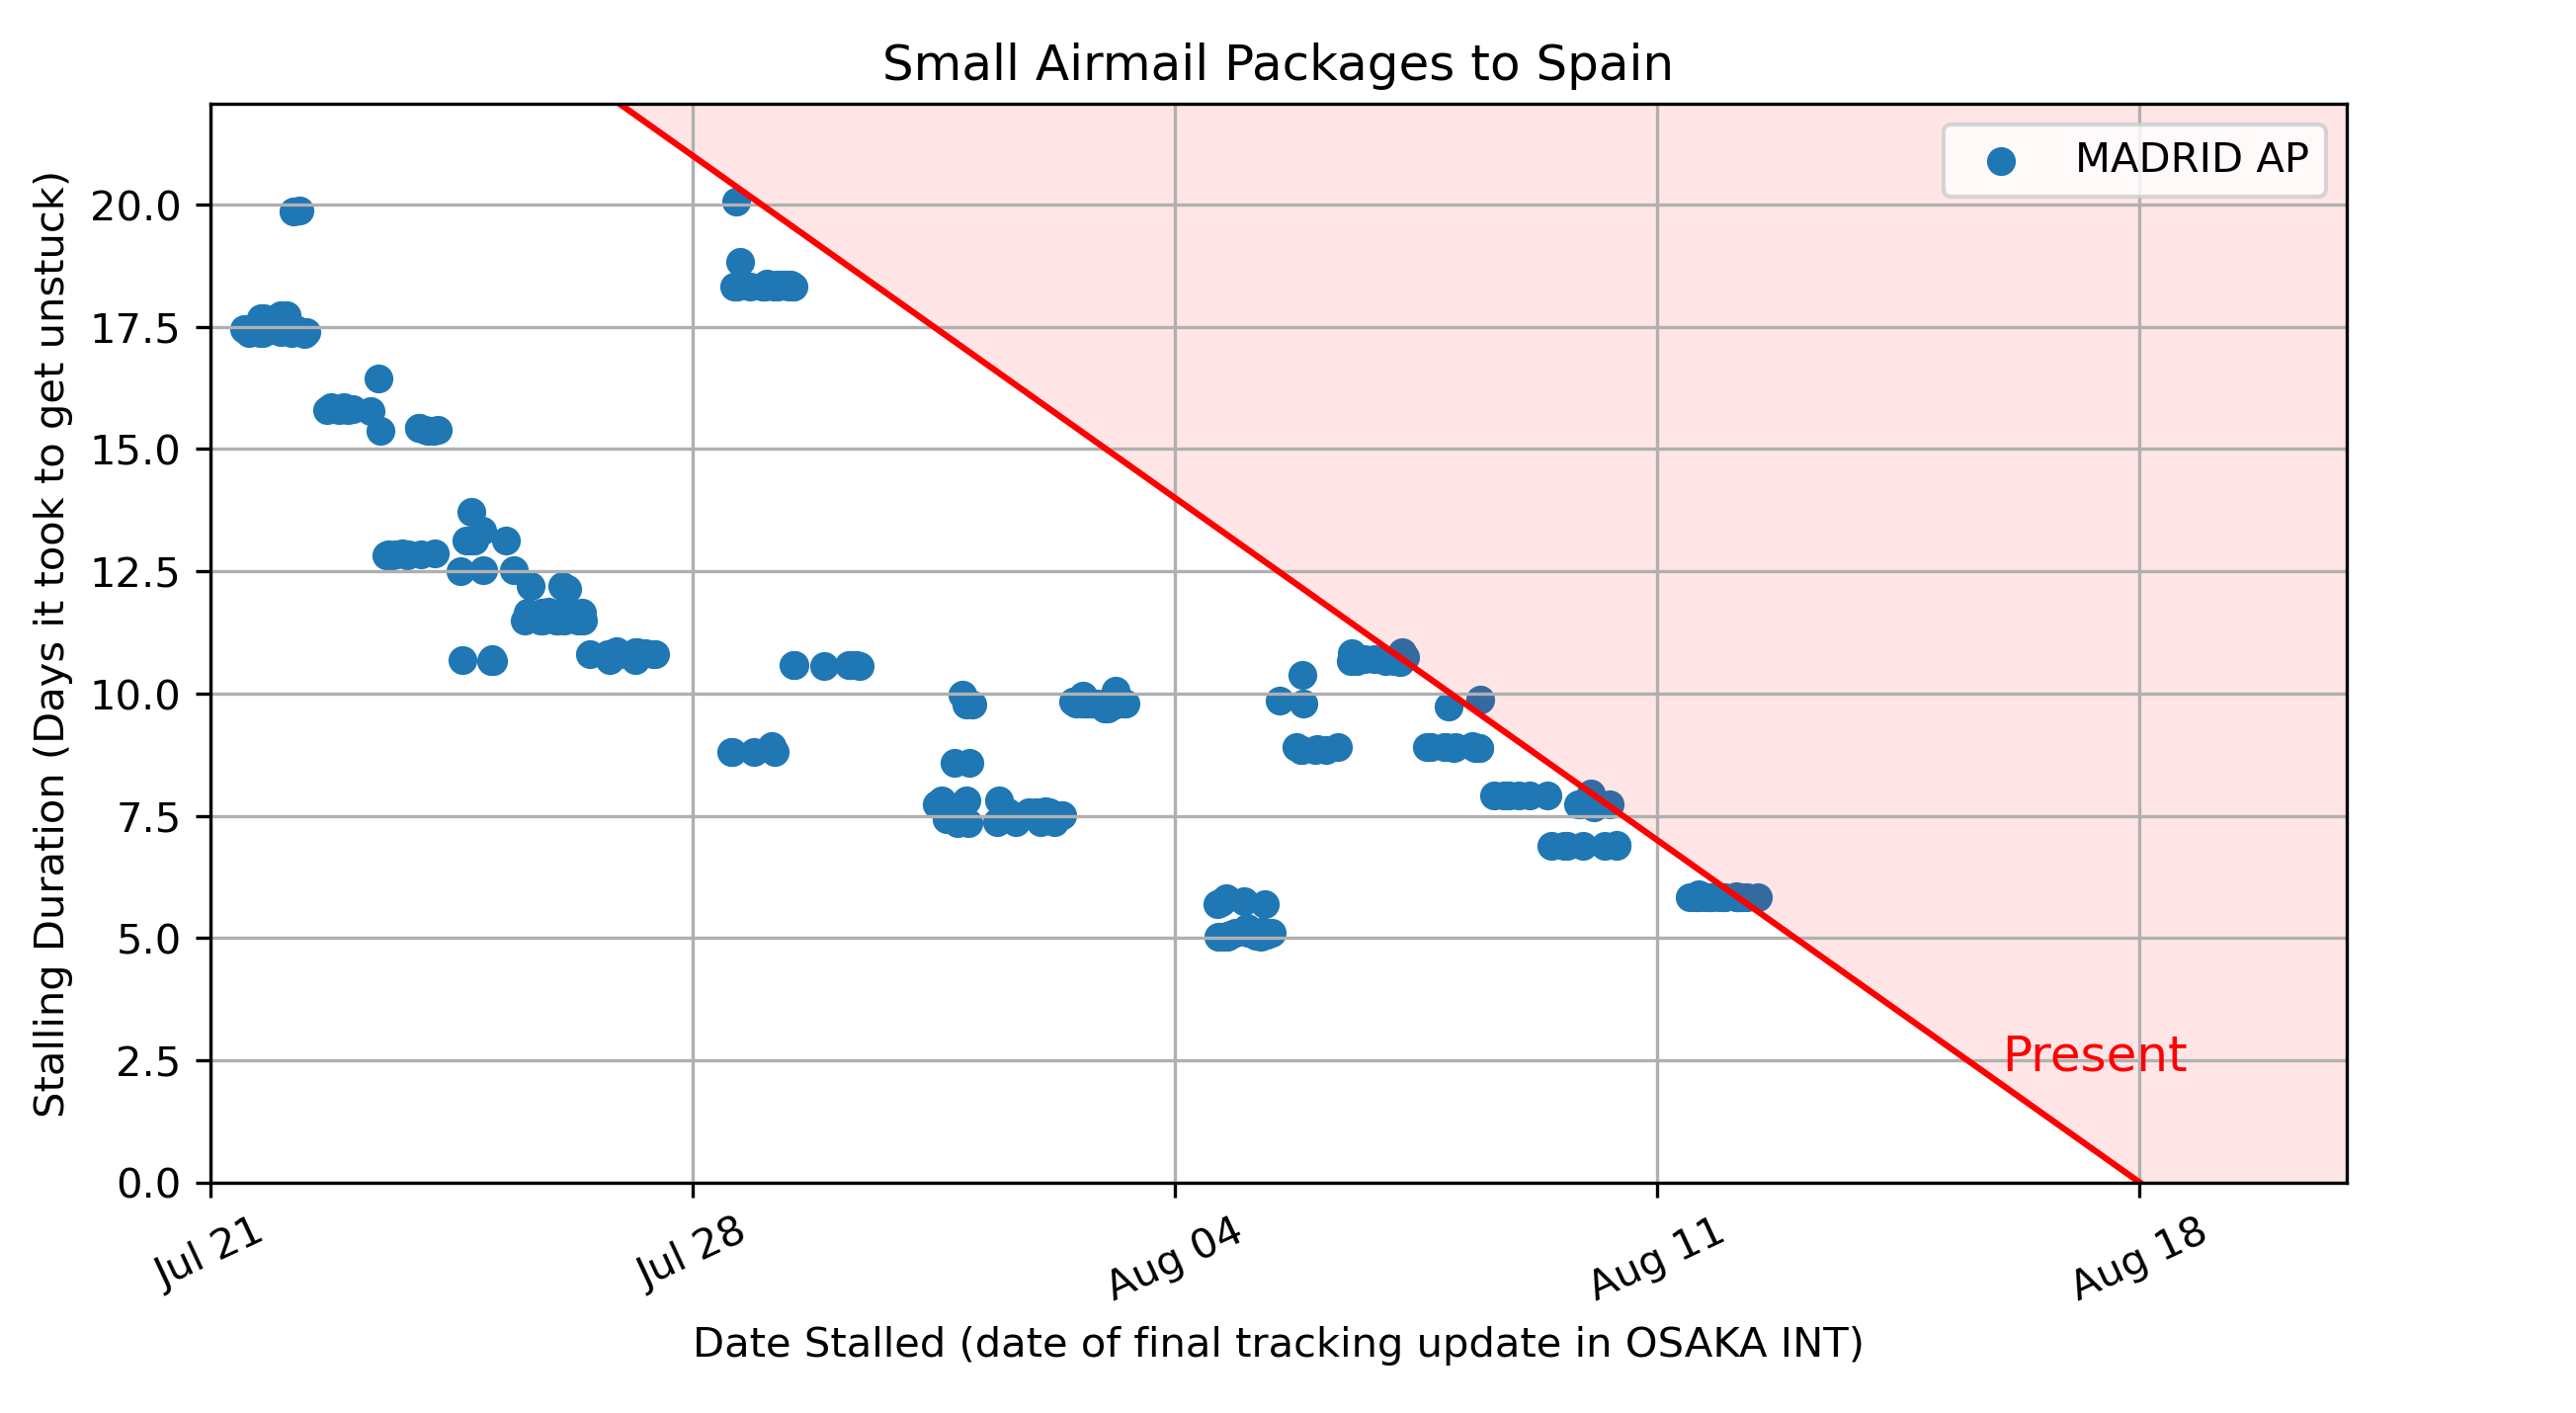 Small Airmail Packages to Spain
MADRID AP
Stalling Duration (Days it took to get unstuck)
20.0
17.5
15.0
12.5
10.0
7.5
5.0
2.5
0.0
Present
Jul 21
Jul 28
Aug 04
Aug 11
Aug 18
Date Stalled (date of final tracking update in OSAKA INT)